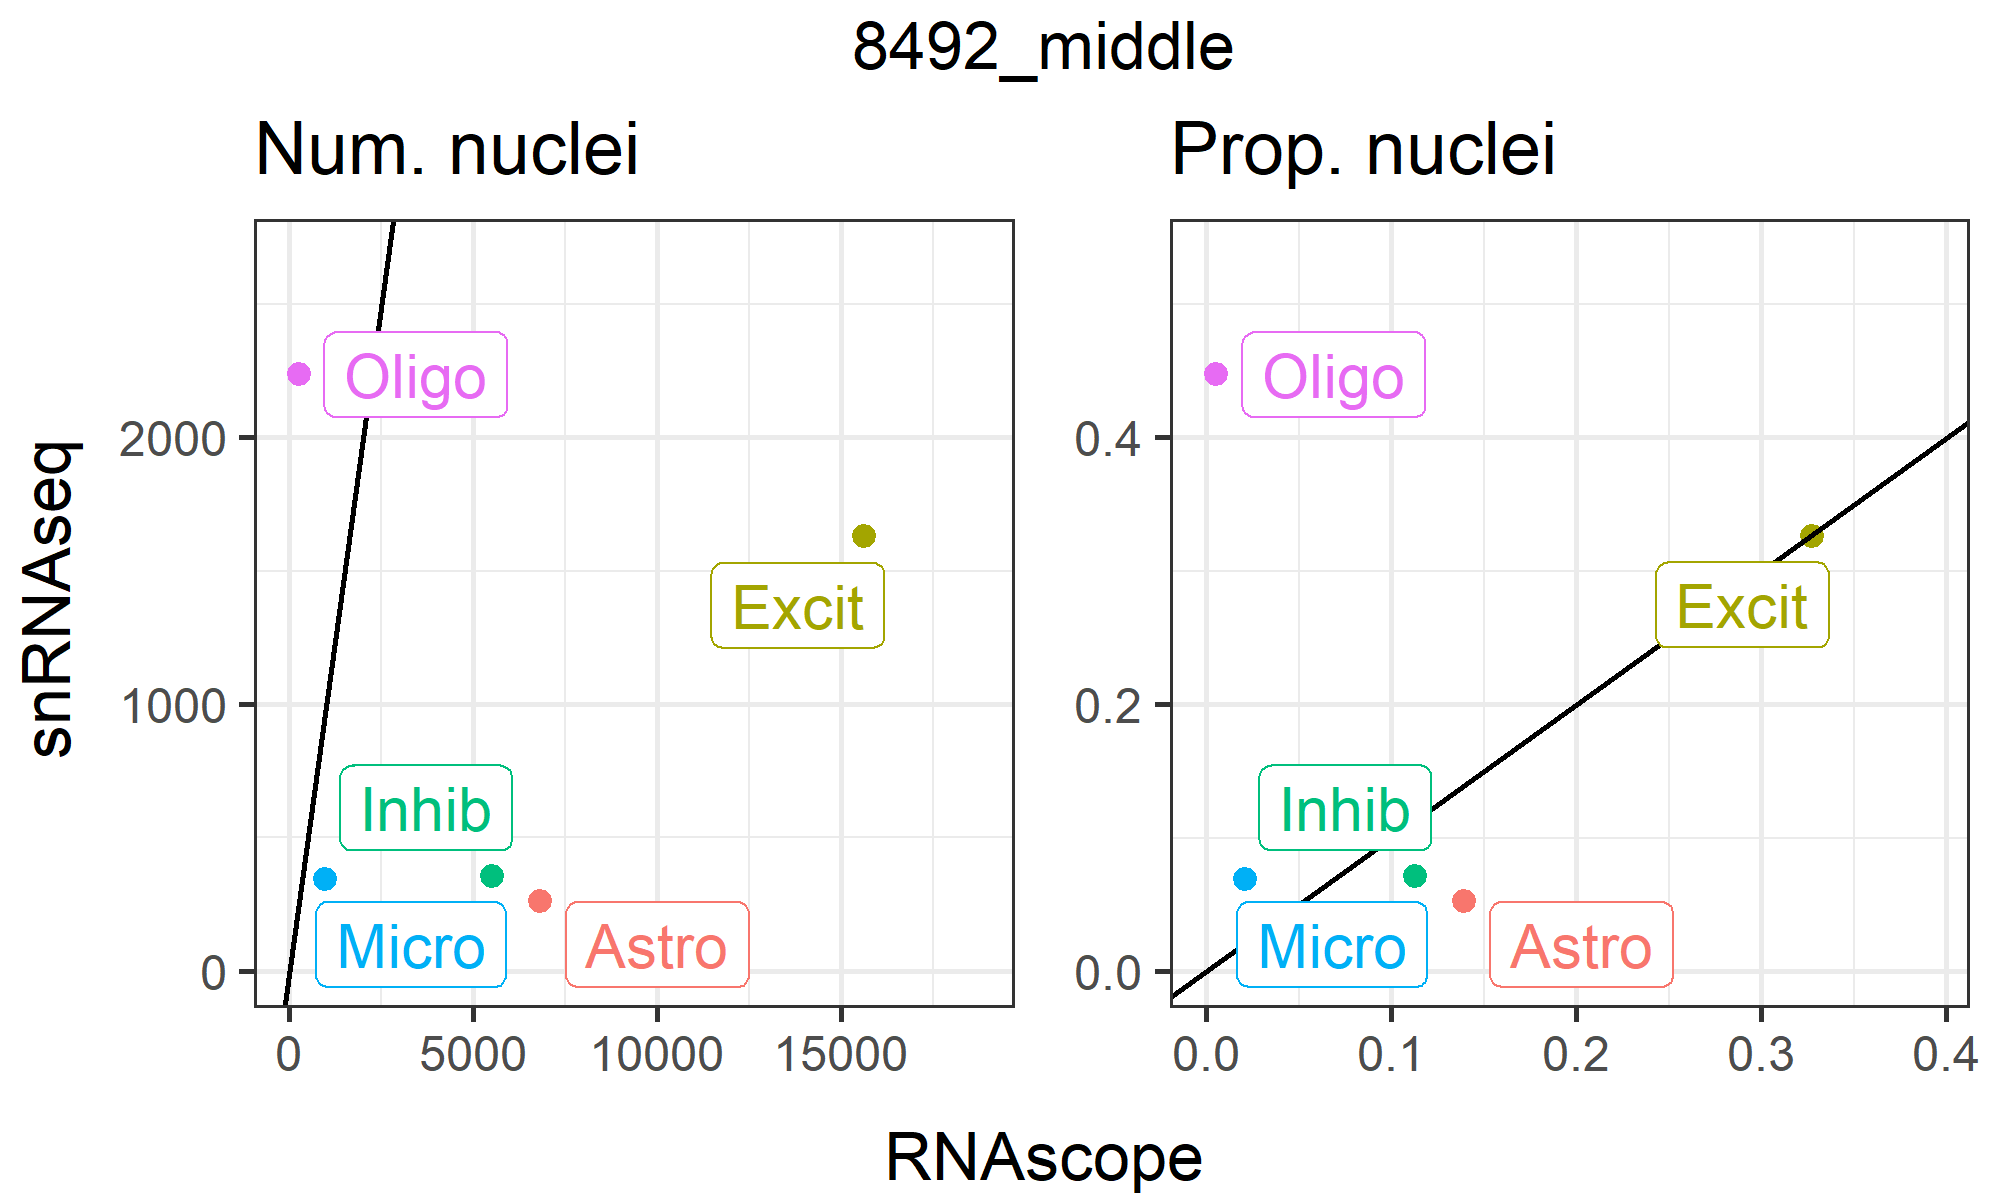 8492_middle
Num. nuclei
Prop. nuclei
snRNAseq
2000
1000
0
Oligo
Excit
Inhib
Micro
Astro
0 5000 10000 15000
0.4
0.2
0.0
Oligo
Excit
Inhib
Micro
Astro
0.0 0.1 0.2 0.3 0.4
RNAscope